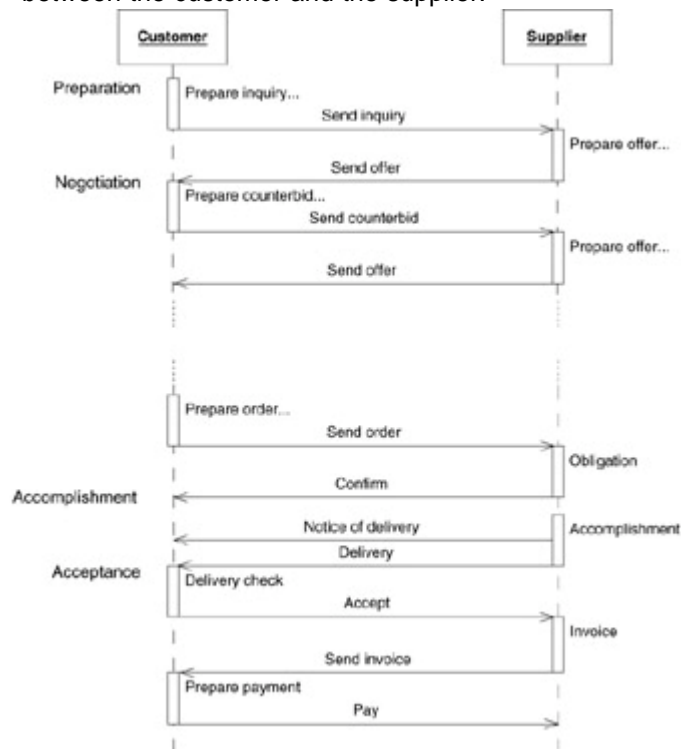 between the customer and the supplier.
Customer
Supplier
Preparation
Prepare inquiry...
Send inquiry
Prepare offer...
Send offer
Negotiation
Prepare counterbid...
Send counterbid
Prepare offer...
Send offer
Prepare order...
Send order
Obligation
Confirm
Accomplishment
Notice of delivery
Accomplishment
Delivery
Acceptance
Delivery check
Accept
Invoice
Send invoice
Prepare payment
Pay